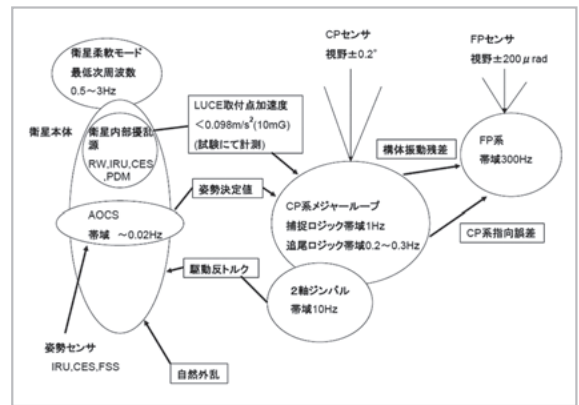 衛星柔軟モード
最低次周波数
0.5~3Hz
衛星本体
衛星内部擾乱
源
RW,IRU,CES
,PDM
AOCS
帯域 ~0.02Hz
姿勢センサ
IRU,CES,FSS
LUCE取付点加速度
<0.098m/s²(10mG)
(試験にて計測)
姿勢決定値
駆動反トルク
自然外乱
CPセンサ
視野±0.2°
CP系メジャーループ
捕捉ロジック帯域1Hz
追尾ロジック帯域0.2~0.3Hz
2軸ジンバル
帯域10Hz
構体振動残差
CP系指向誤差
FPセンサ
視野±200μrad
FP系
帯域300Hz